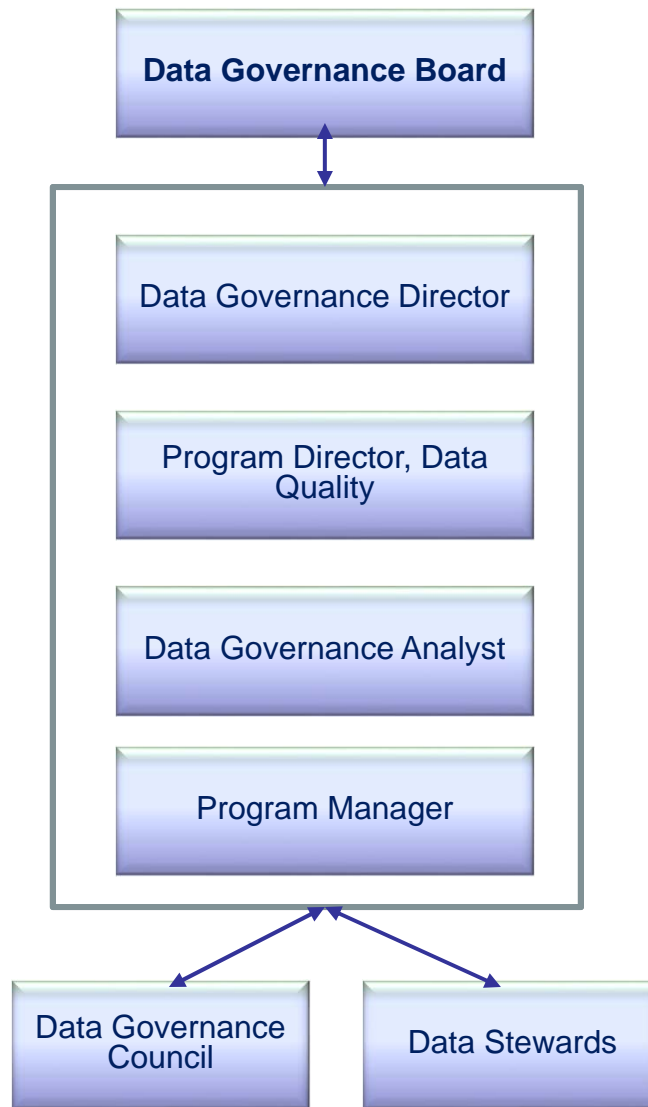 Data Governance Board
Data Governance Director
Program Director, Data
Quality
Data Governance Analyst
Program Manager
Data Governance
Council
Data Stewards